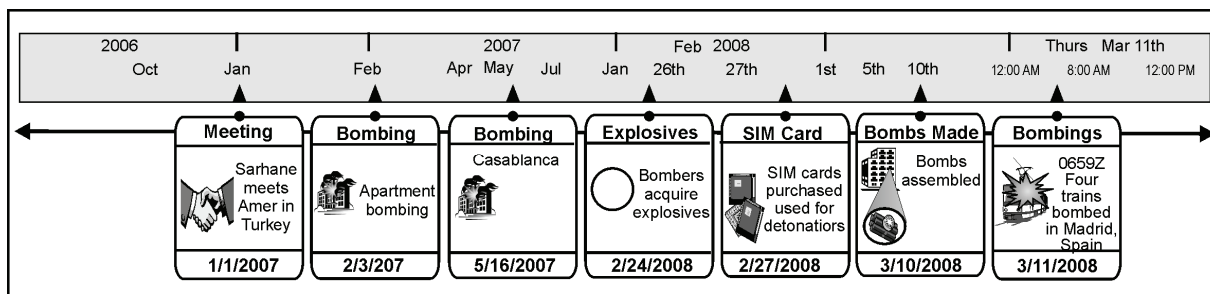 2006 2007 Feb 2008 Thurs Mar 11th
Oct Jan Feb Apr May Jul Jan 26th 27th 1st 5th 10th 12:00 AM 8:00 AM 12:00 PM
Meeting
Sarhane
meets
Amer in
Turkey
1/1/2007
Bombing
Apartment
bombing
2/3/207
Bombing
Casablanca
5/16/2007
Explosives
Bombers
acquire
explosives
2/24/2008
SIM Card
SIM cards
purchased
used for
detonatiors
2/27/2008
Bombs Made
Bombs
assembled
3/10/2008
Bombings
0659Z
Four
trains
bombed
in Madrid,
Spain
3/11/2008